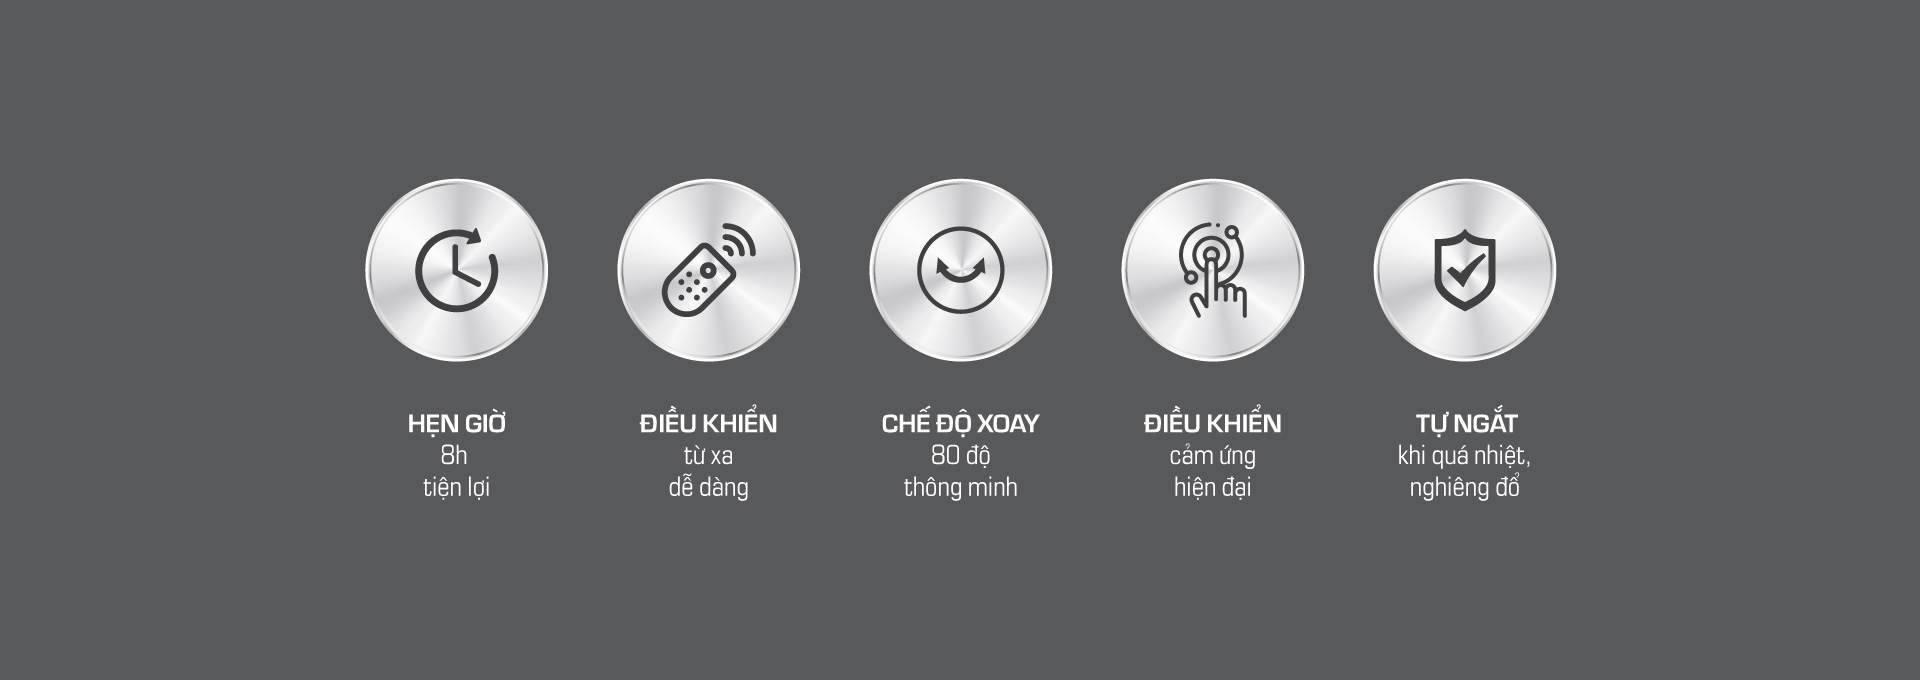 HẸN GIỜ
8h
tiện lợi
ĐIỀU KHIỂN
từ xa
dễ dàng
CHẾ ĐỘ XOAY
80 độ
thông minh
ĐIỀU KHIỂN
cảm ứng
hiện đại
TỰ NGẮT
khi quá nhiệt,
nghiêng đổ